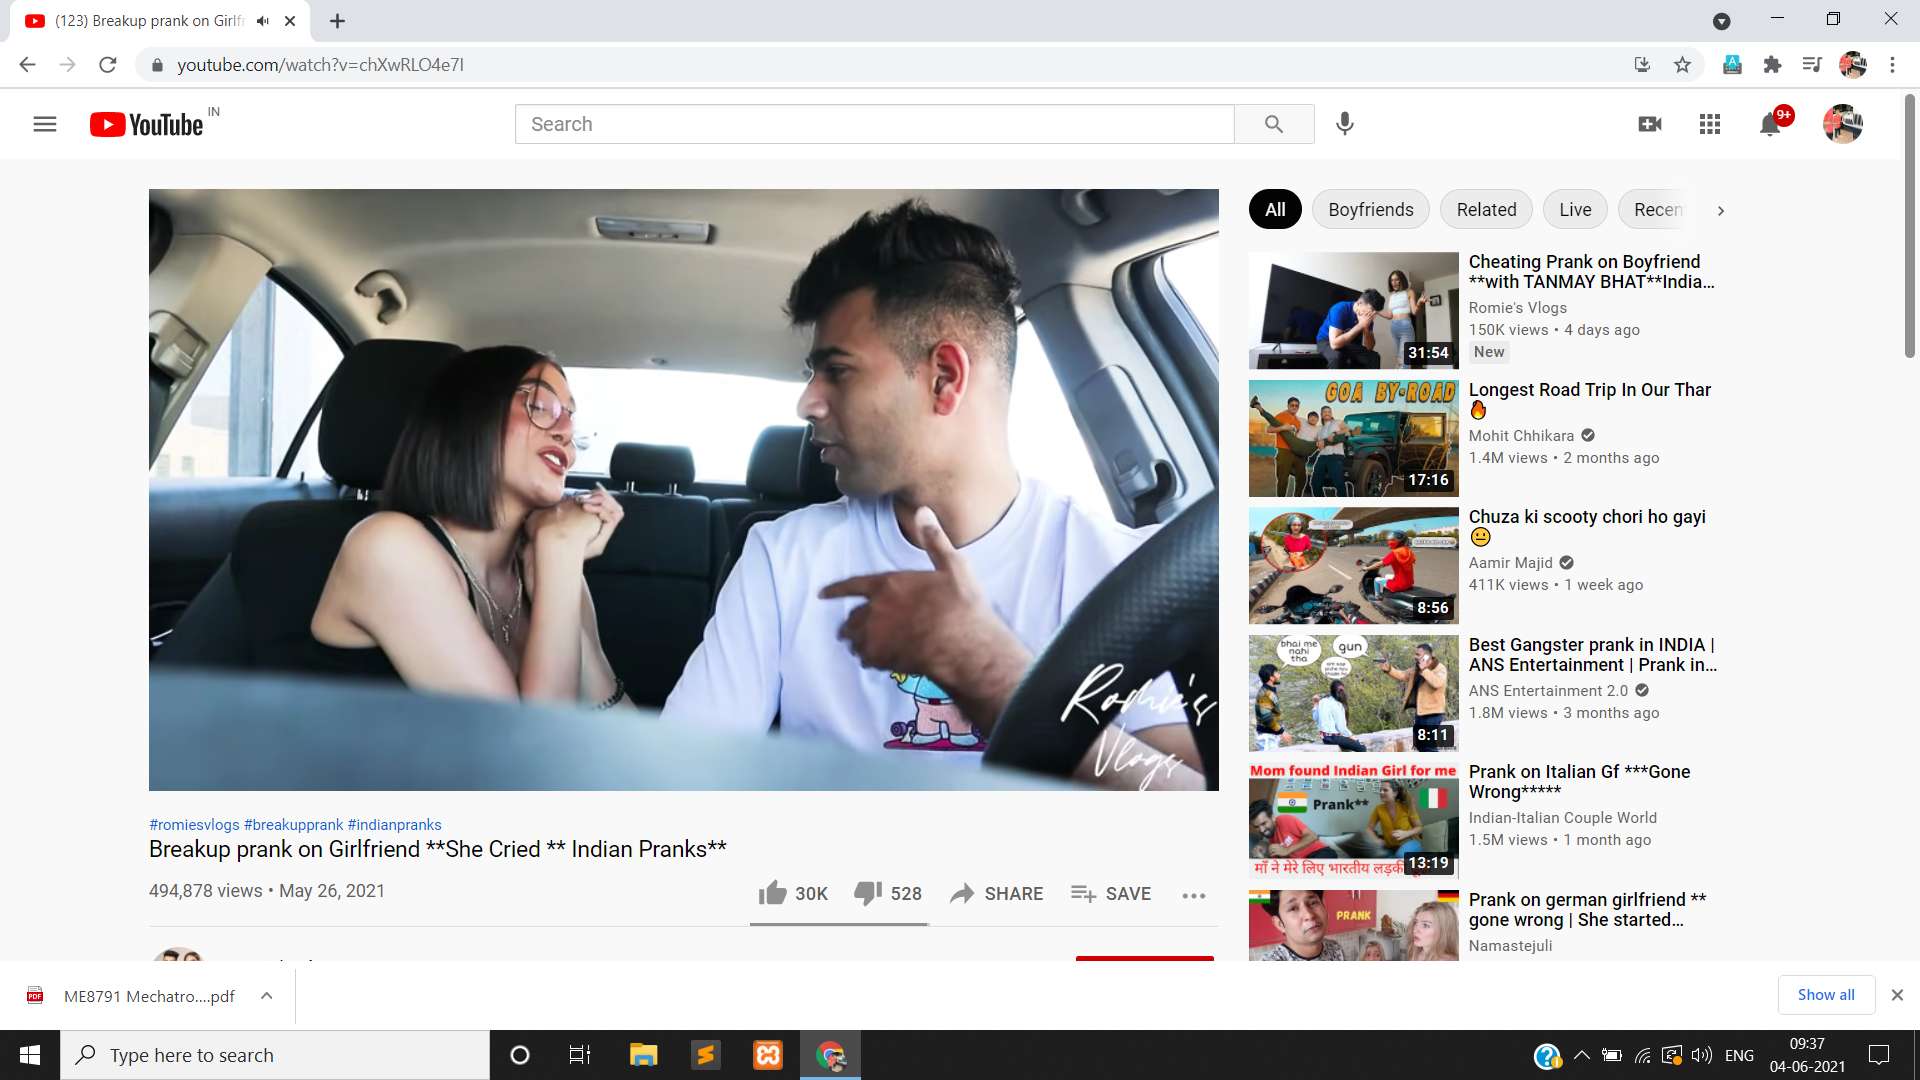 (123) Breakup prank on Girlf
youtube.com/watch?v=chXwRLO4e7I
YouTube IN
Search
9+
Romie's
Vlogs
#romiesvlogs #breakupprank #indianpranks
Breakup prank on Girlfriend **She Cried ** Indian Pranks**
494,878 views • May 26, 2021
30K
528
SHARE
SAVE
All
Boyfriends
Related
Live
Recen
31:54
Cheating Prank on Boyfriend
**with TANMAY BHAT**India...
Romie's Vlogs
150K views • 4 days ago
New
GOA BY-ROAD
17:16
Longest Road Trip In Our Thar
🔥
Mohit Chhikara
1.4M views • 2 months ago
8:56
Chuza ki scooty chori ho gayi
😐
Aamir Majid
411K views • 1 week ago
bhai me
nahi
tha
gun
8:11
Best Gangster prank in INDIA |
ANS Entertainment | Prank in...
ANS Entertainment 2.0
1.8M views • 3 months ago
Mom found Indian Girl for me
Prank**
माँ ने मेरे लिए भारतीय लड़की
13:19
Prank on Italian Gf ***Gone
Wrong*****
Indian-Italian Couple World
1.5M views • 1 month ago
PRANK
Prank on german girlfriend **
gone wrong | She started...
Namastejuli
PDF
ME8791 Mechatro....pdf
Show all
Type here to search
ENG
09:37
04-06-2021